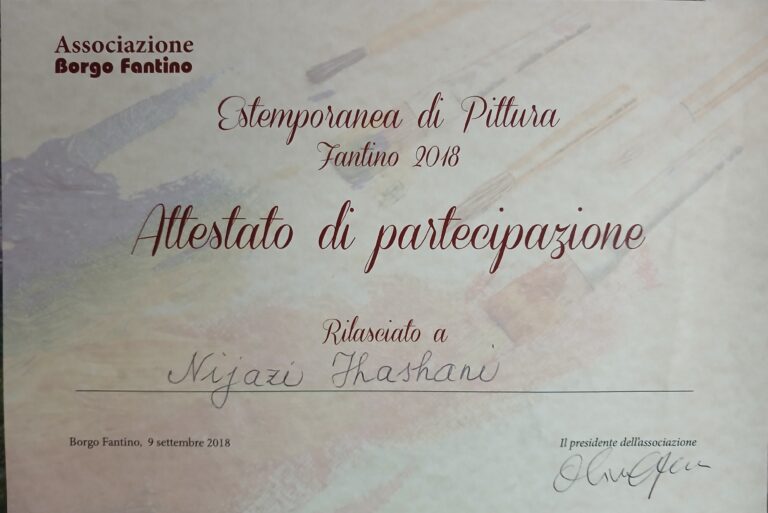 Associazione
Borgo Fantino
Estemporanea di Pittura
Fantino 2018
Attestato di partecipazione
Rilasciato a
Nijazi Thashani
Borgo Fantino, 9 settembre 2018
Il presidente dell'associazione